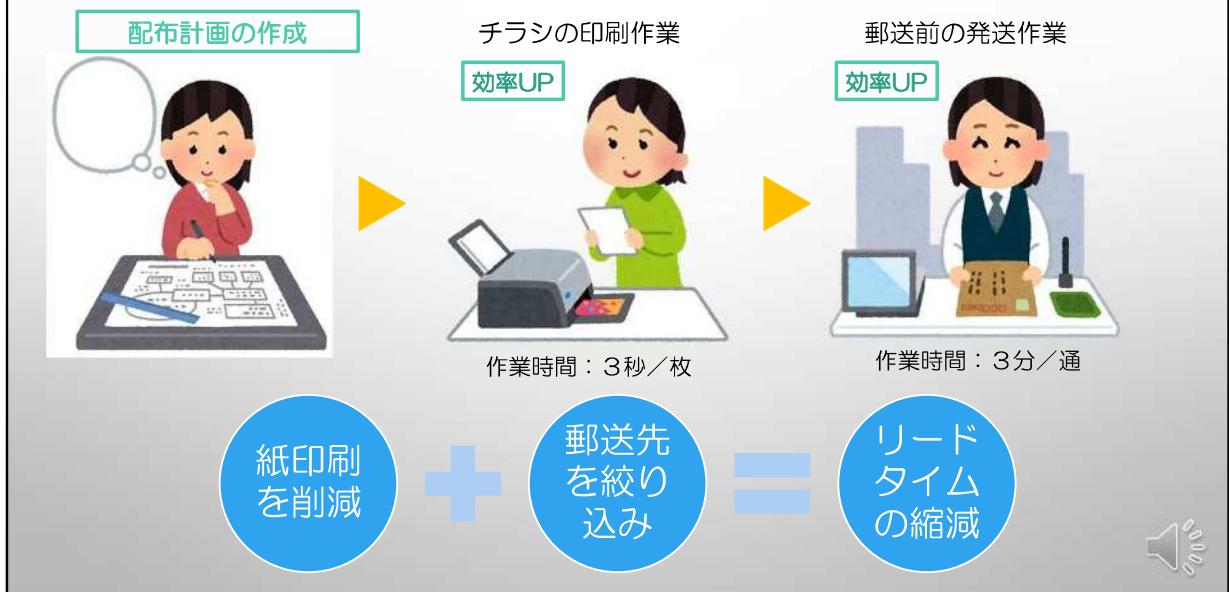 配布計画の作成
チラシの印刷作業
郵送前の発送作業
効率UP
効率UP
作業時間：３秒／枚
作業時間：３分／通
紙印刷
を削減
郵送先
を絞り
込み
リード
タイム
の縮減